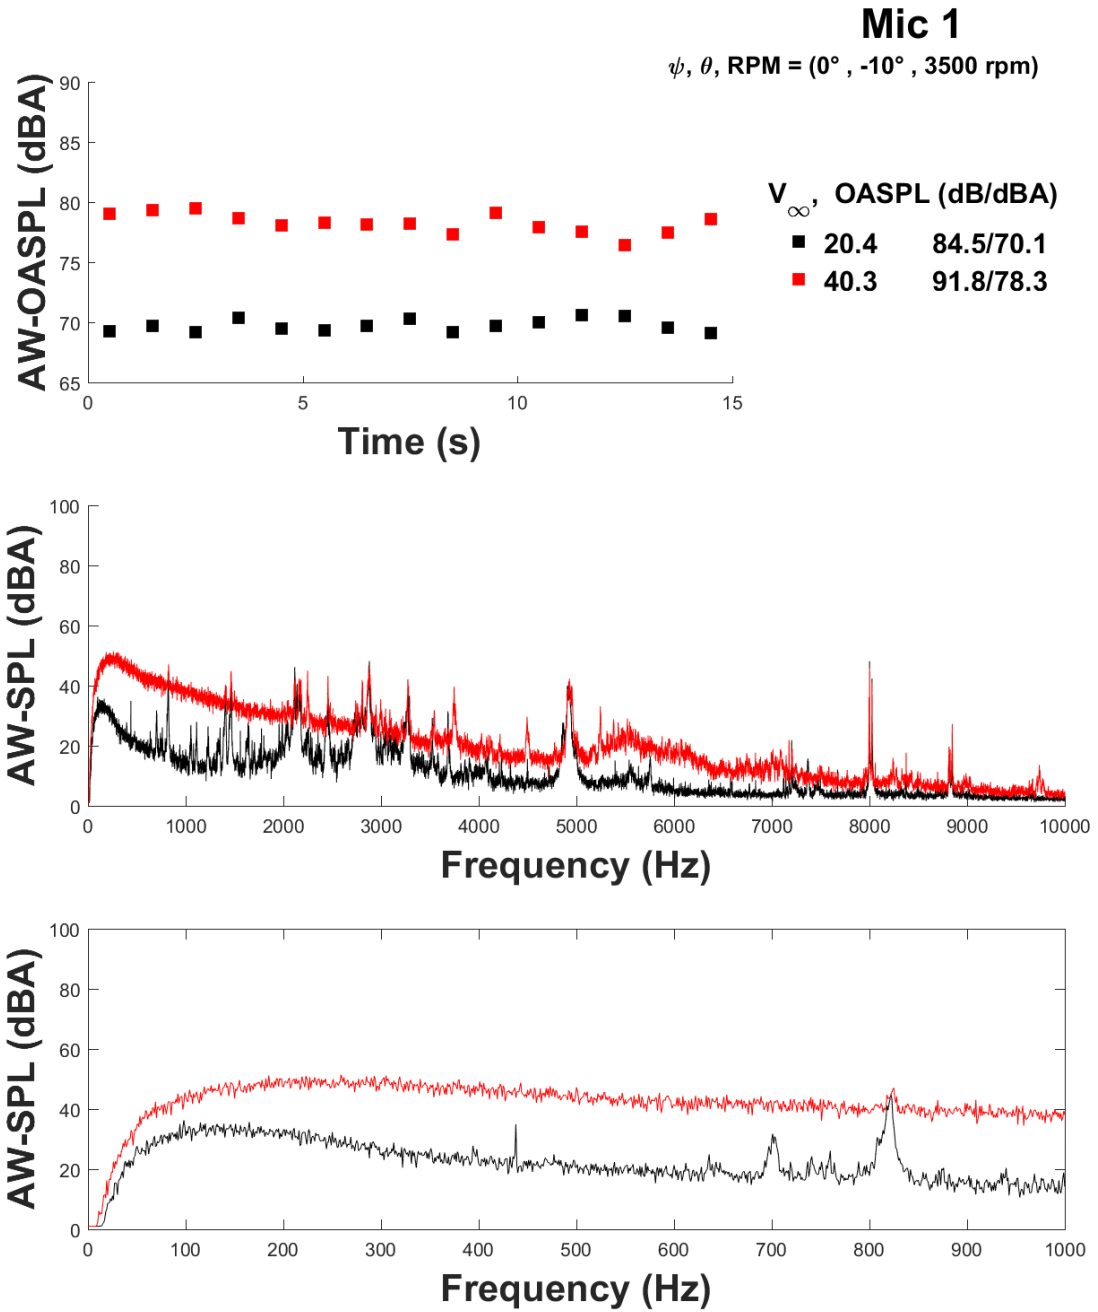 Mic 1
ψ, θ, RPM = (0° , -10° , 3500 rpm)
90
85
80
75
70
65
AW-OASPL (dBA)
0 5 10 15
Time (s)
V∞, OASPL (dB/dBA)
20.4 84.5/70.1
40.3 91.8/78.3
100
80
60
40
20
0
AW-SPL (dBA)
0 1000 2000 3000 4000 5000 6000 7000 8000 9000 10000
Frequency (Hz)
100
80
60
40
20
0
AW-SPL (dBA)
0 100 200 300 400 500 600 700 800 900 1000
Frequency (Hz)